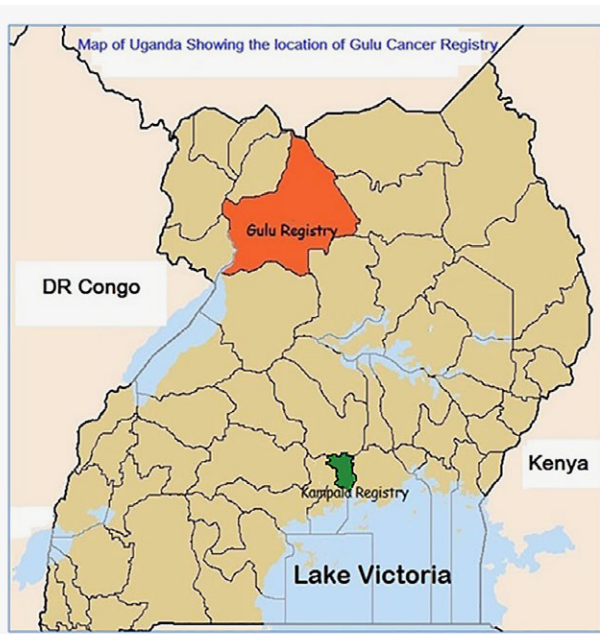 Map of Uganda Showing the location of Gulu Cancer Registry
Gulu Registry
DR Congo
Kenya
Kampala Registry
Lake Victoria